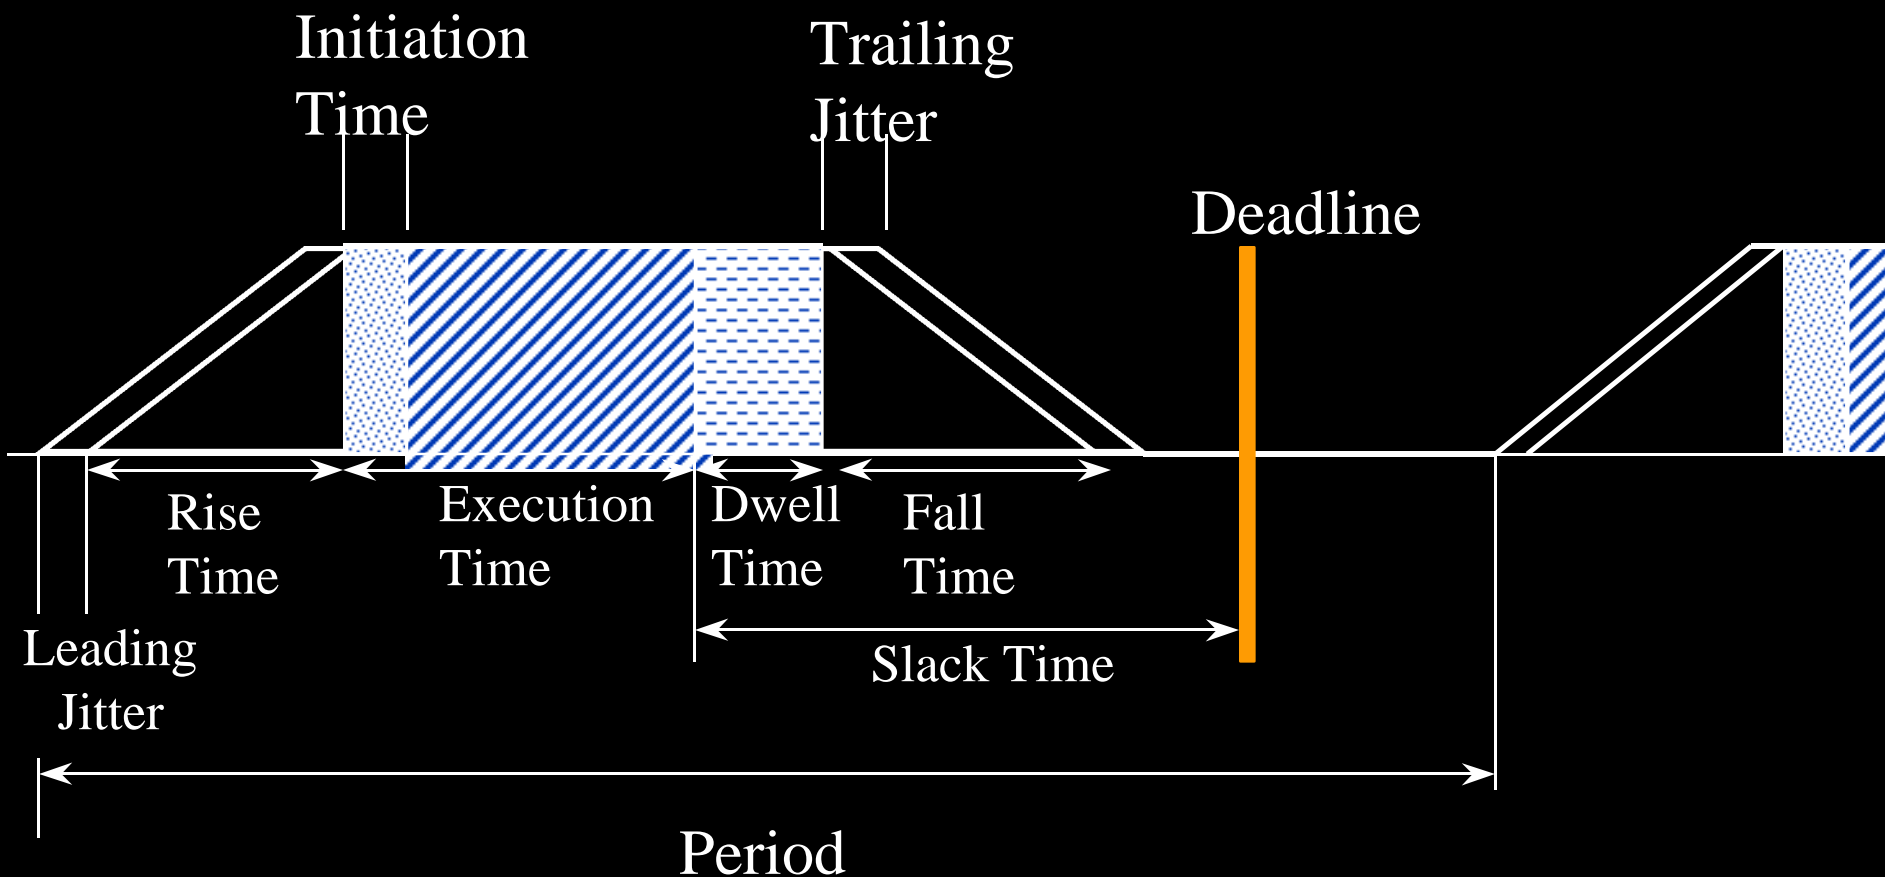 Initiation
Time
Trailing
Jitter
Deadline
Rise
Time
Execution
Time
Dwell
Time
Fall
Time
Leading
Jitter
Slack Time
Period